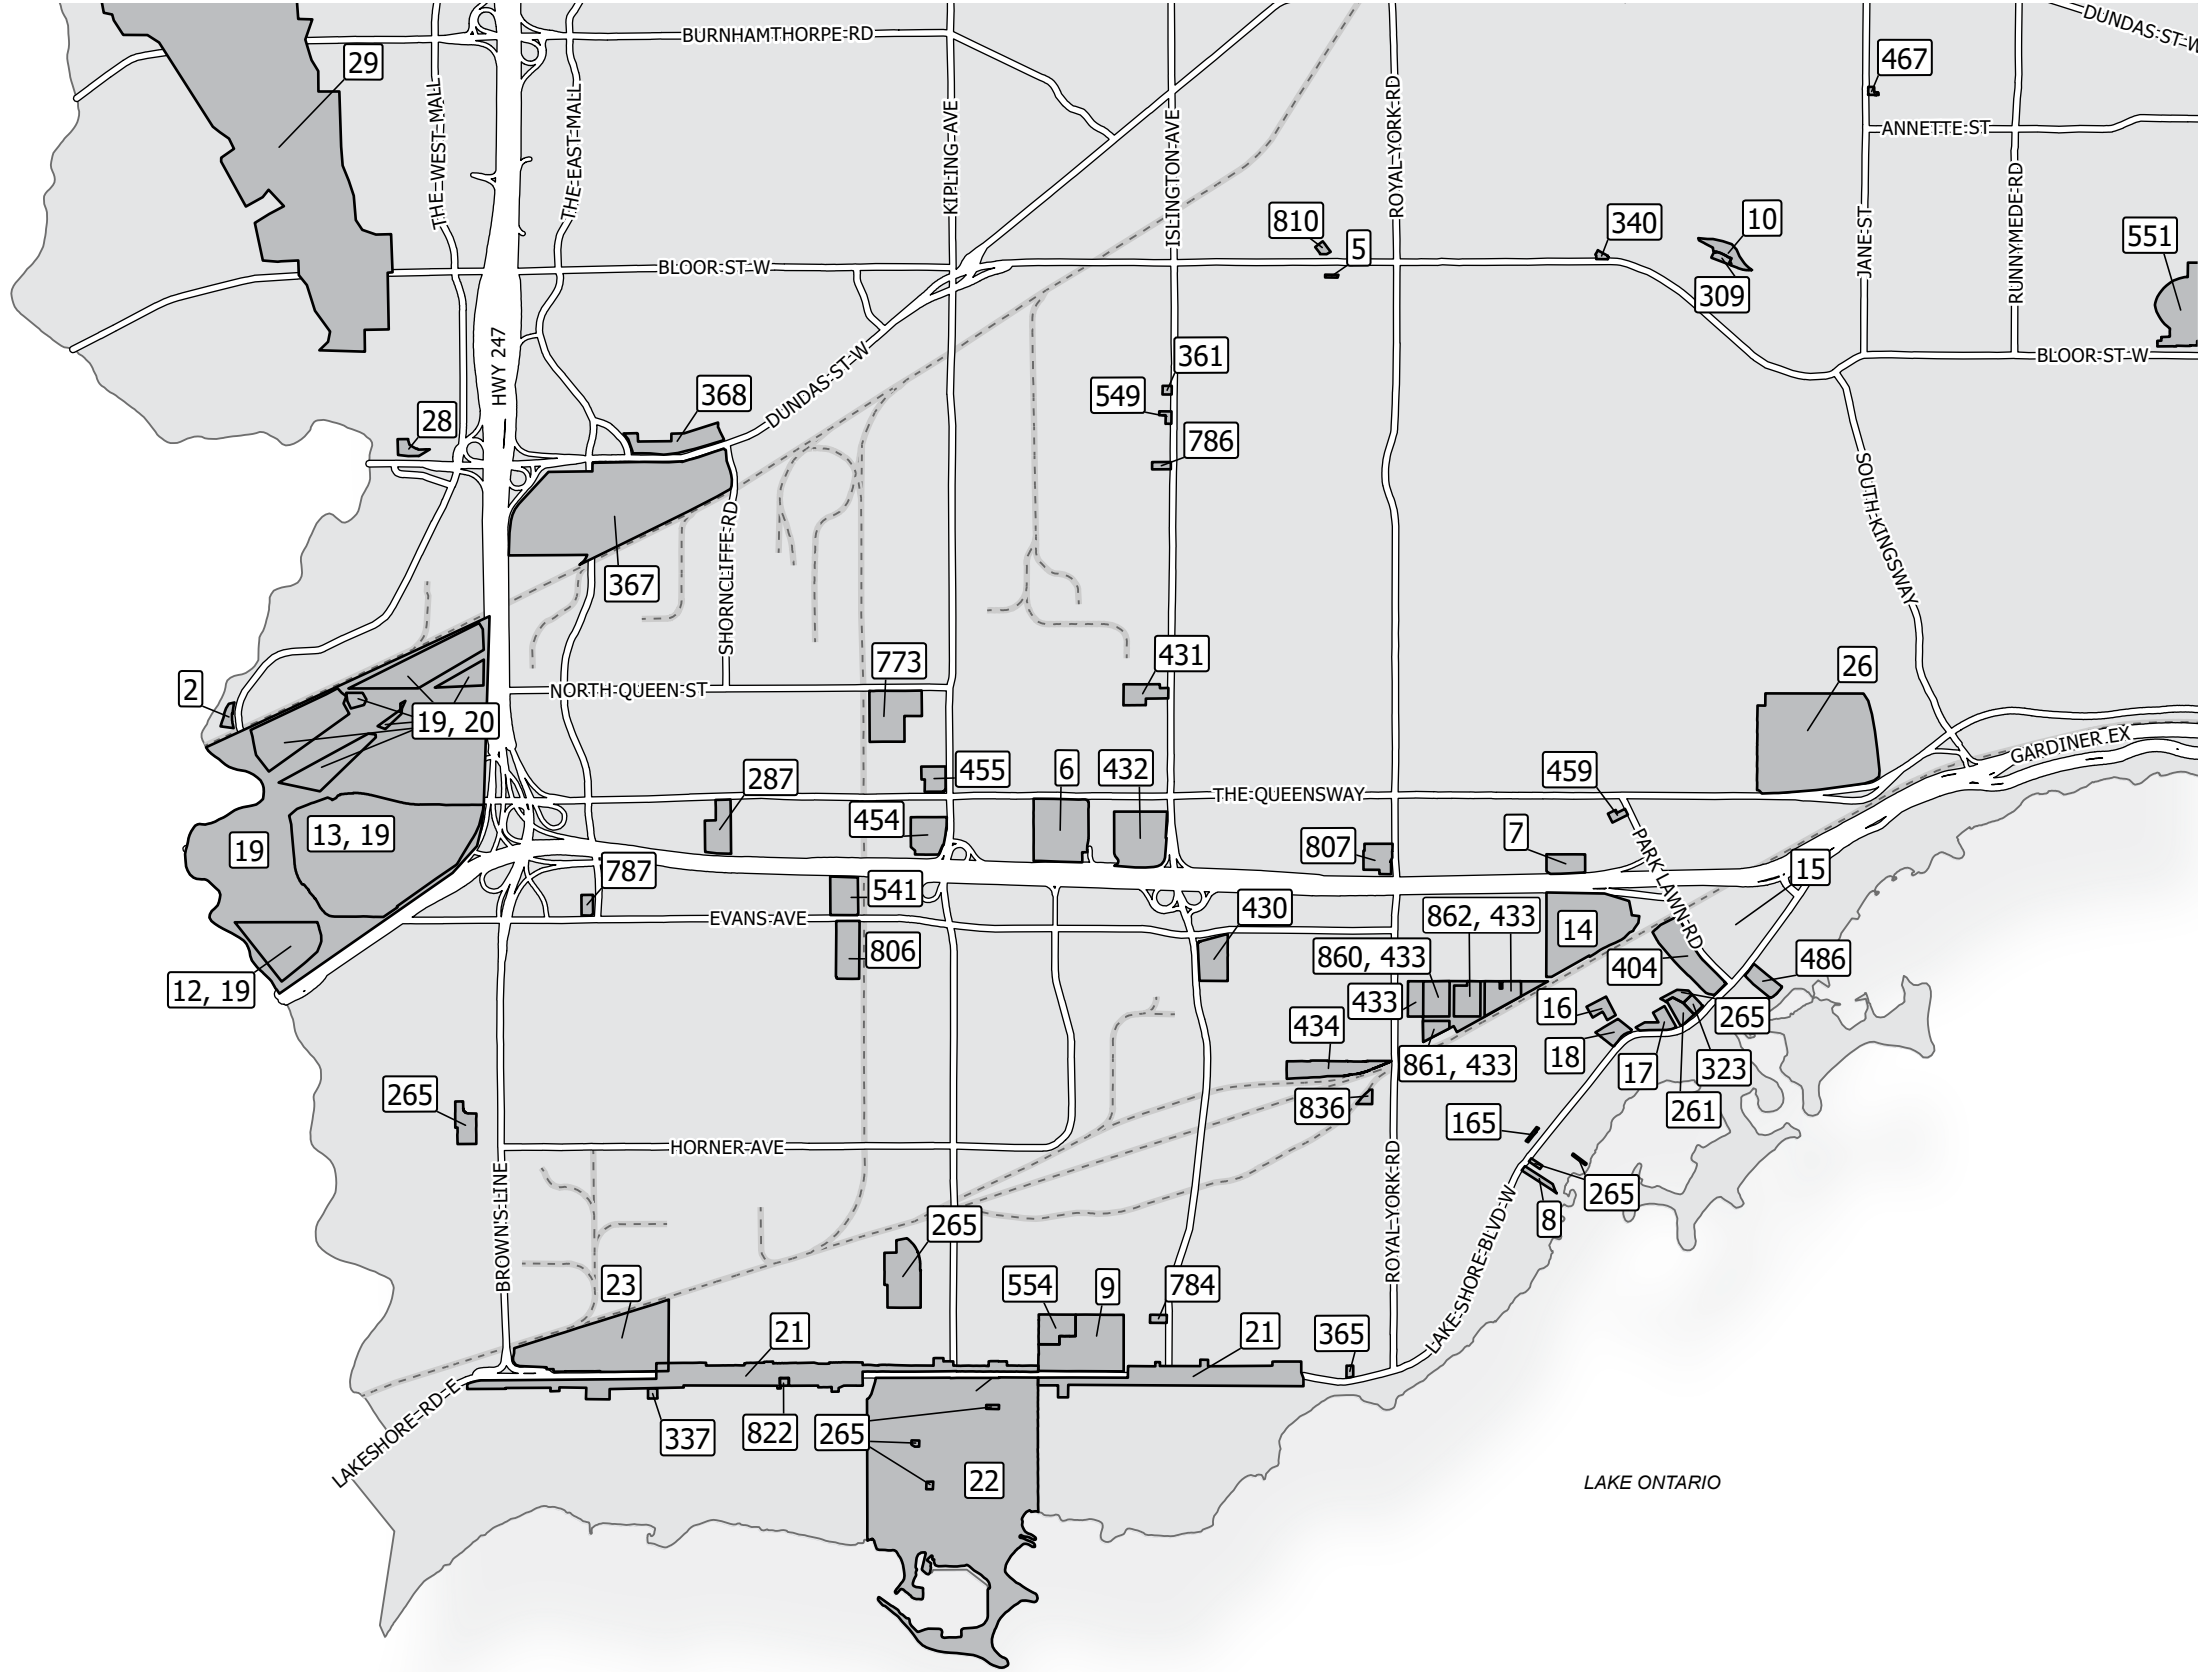 BURNHAMTHORPE RD
DUNDAS ST W
29
467
THE WEST MALL
THE EAST MALL
KIPLING AVE
ISLINGTON AVE
ROYAL YORK RD
ANNETTE ST
RUNNYMEDE RD
JANE ST
810
5
340
10
551
309
BLOOR ST W
HWY 247
361
BLOOR ST W
549
368
DUNDAS ST W
28
786
SOUTH KINGSWAY
367
SHORNCLIFFE RD
431
773
26
2
NORTH QUEEN ST
19, 20
GARDINER EX
287
455
6
432
459
THE QUEENSWAY
454
13, 19
19
807
7
PARK LAWN RD
15
787
541
EVANS AVE
430
862, 433
14
806
860, 433
404
486
12, 19
433
16
265
434
861, 433
18
17
323
265
836
261
165
HORNER AVE
BROWN'S LINE
ROYAL YORK RD
265
8
265
LAKE SHORE BLVD W
23
554
9
784
21
21
365
LAKESHORE RD E
337
822
265
22
LAKE ONTARIO